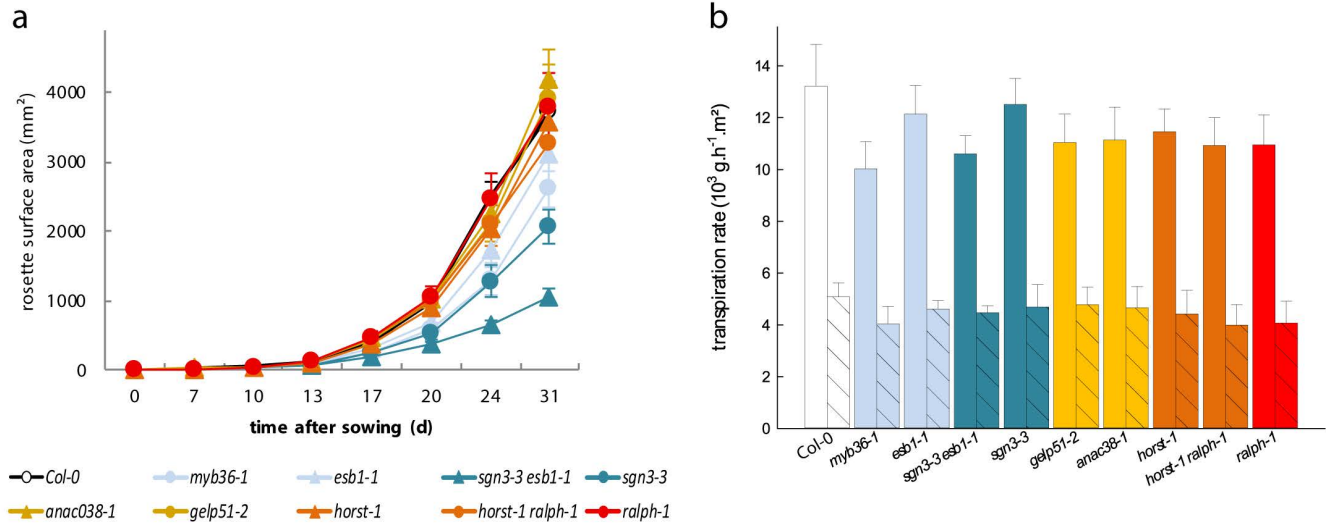 a
rosette surface area (mm²)
4000
3000
2000
1000
0
0 7 10 13 17 20 24 31
time after sowing (d)
Col-0 myb36-1 esb1-1 sgn3-3 esb1-1 sgn3-3
anac038-1 gelp51-2 horst-1 horst-1 ralph-1 ralph-1
b
transpiration rate (10³ g.h⁻¹.m²)
14
12
10
8
6
4
2
0
Col-0 myb36-1 esb1-1 sgn3-3 esb1-1 sgn3-3 gelp51-2 anac38-1 horst-1 horst-1 ralph-1 ralph-1